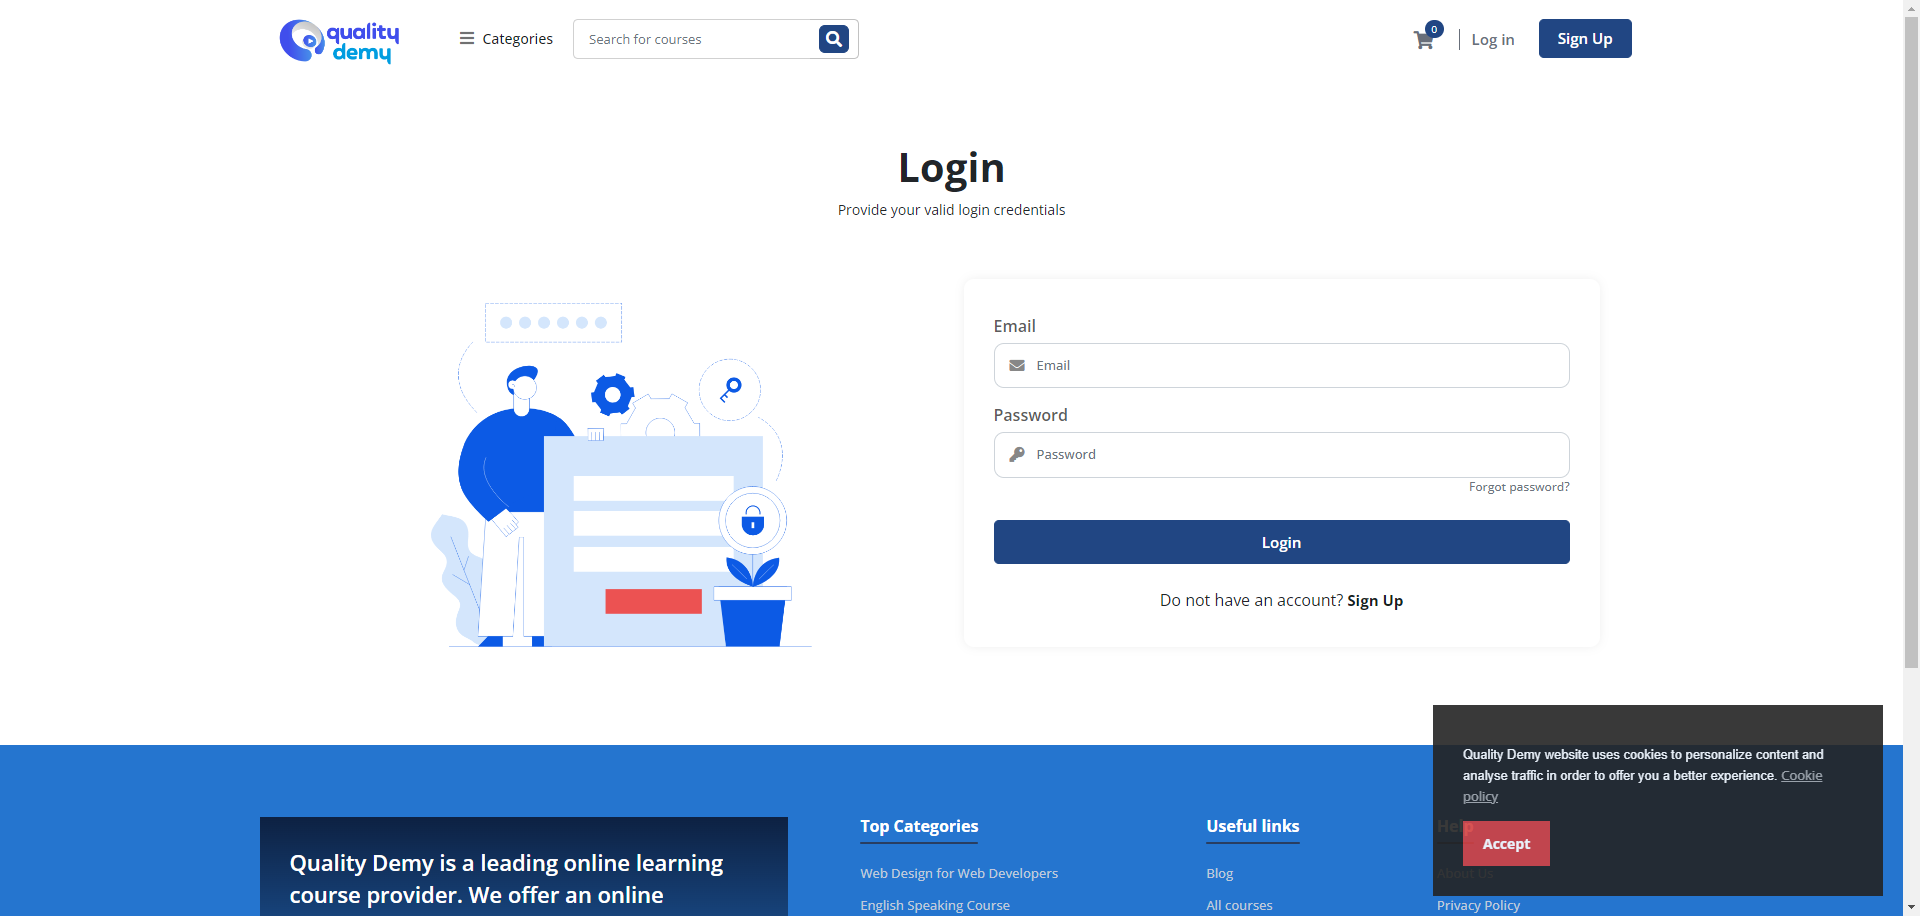 quality
demy
Categories
Search for courses
0
Log in
Sign Up
Login
Provide your valid login credentials
Email
Email
Password
Password
Forgot password?
Login
Do not have an account? Sign Up
Quality Demy website uses cookies to personalize content and
analyse traffic in order to offer you a better experience. Cookie
policy
Accept
Quality Demy is a leading online learning
course provider. We offer an online
Top Categories
Web Design for Web Developers
English Speaking Course
Useful links
Blog
All courses
Help
About Us
Privacy Policy